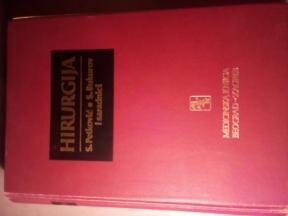 HIRURGIJA
S. Petković • S. Bukurov
i saradnici
MEDICINSKA KNJIGA
BEOGRAD-ZAGREB